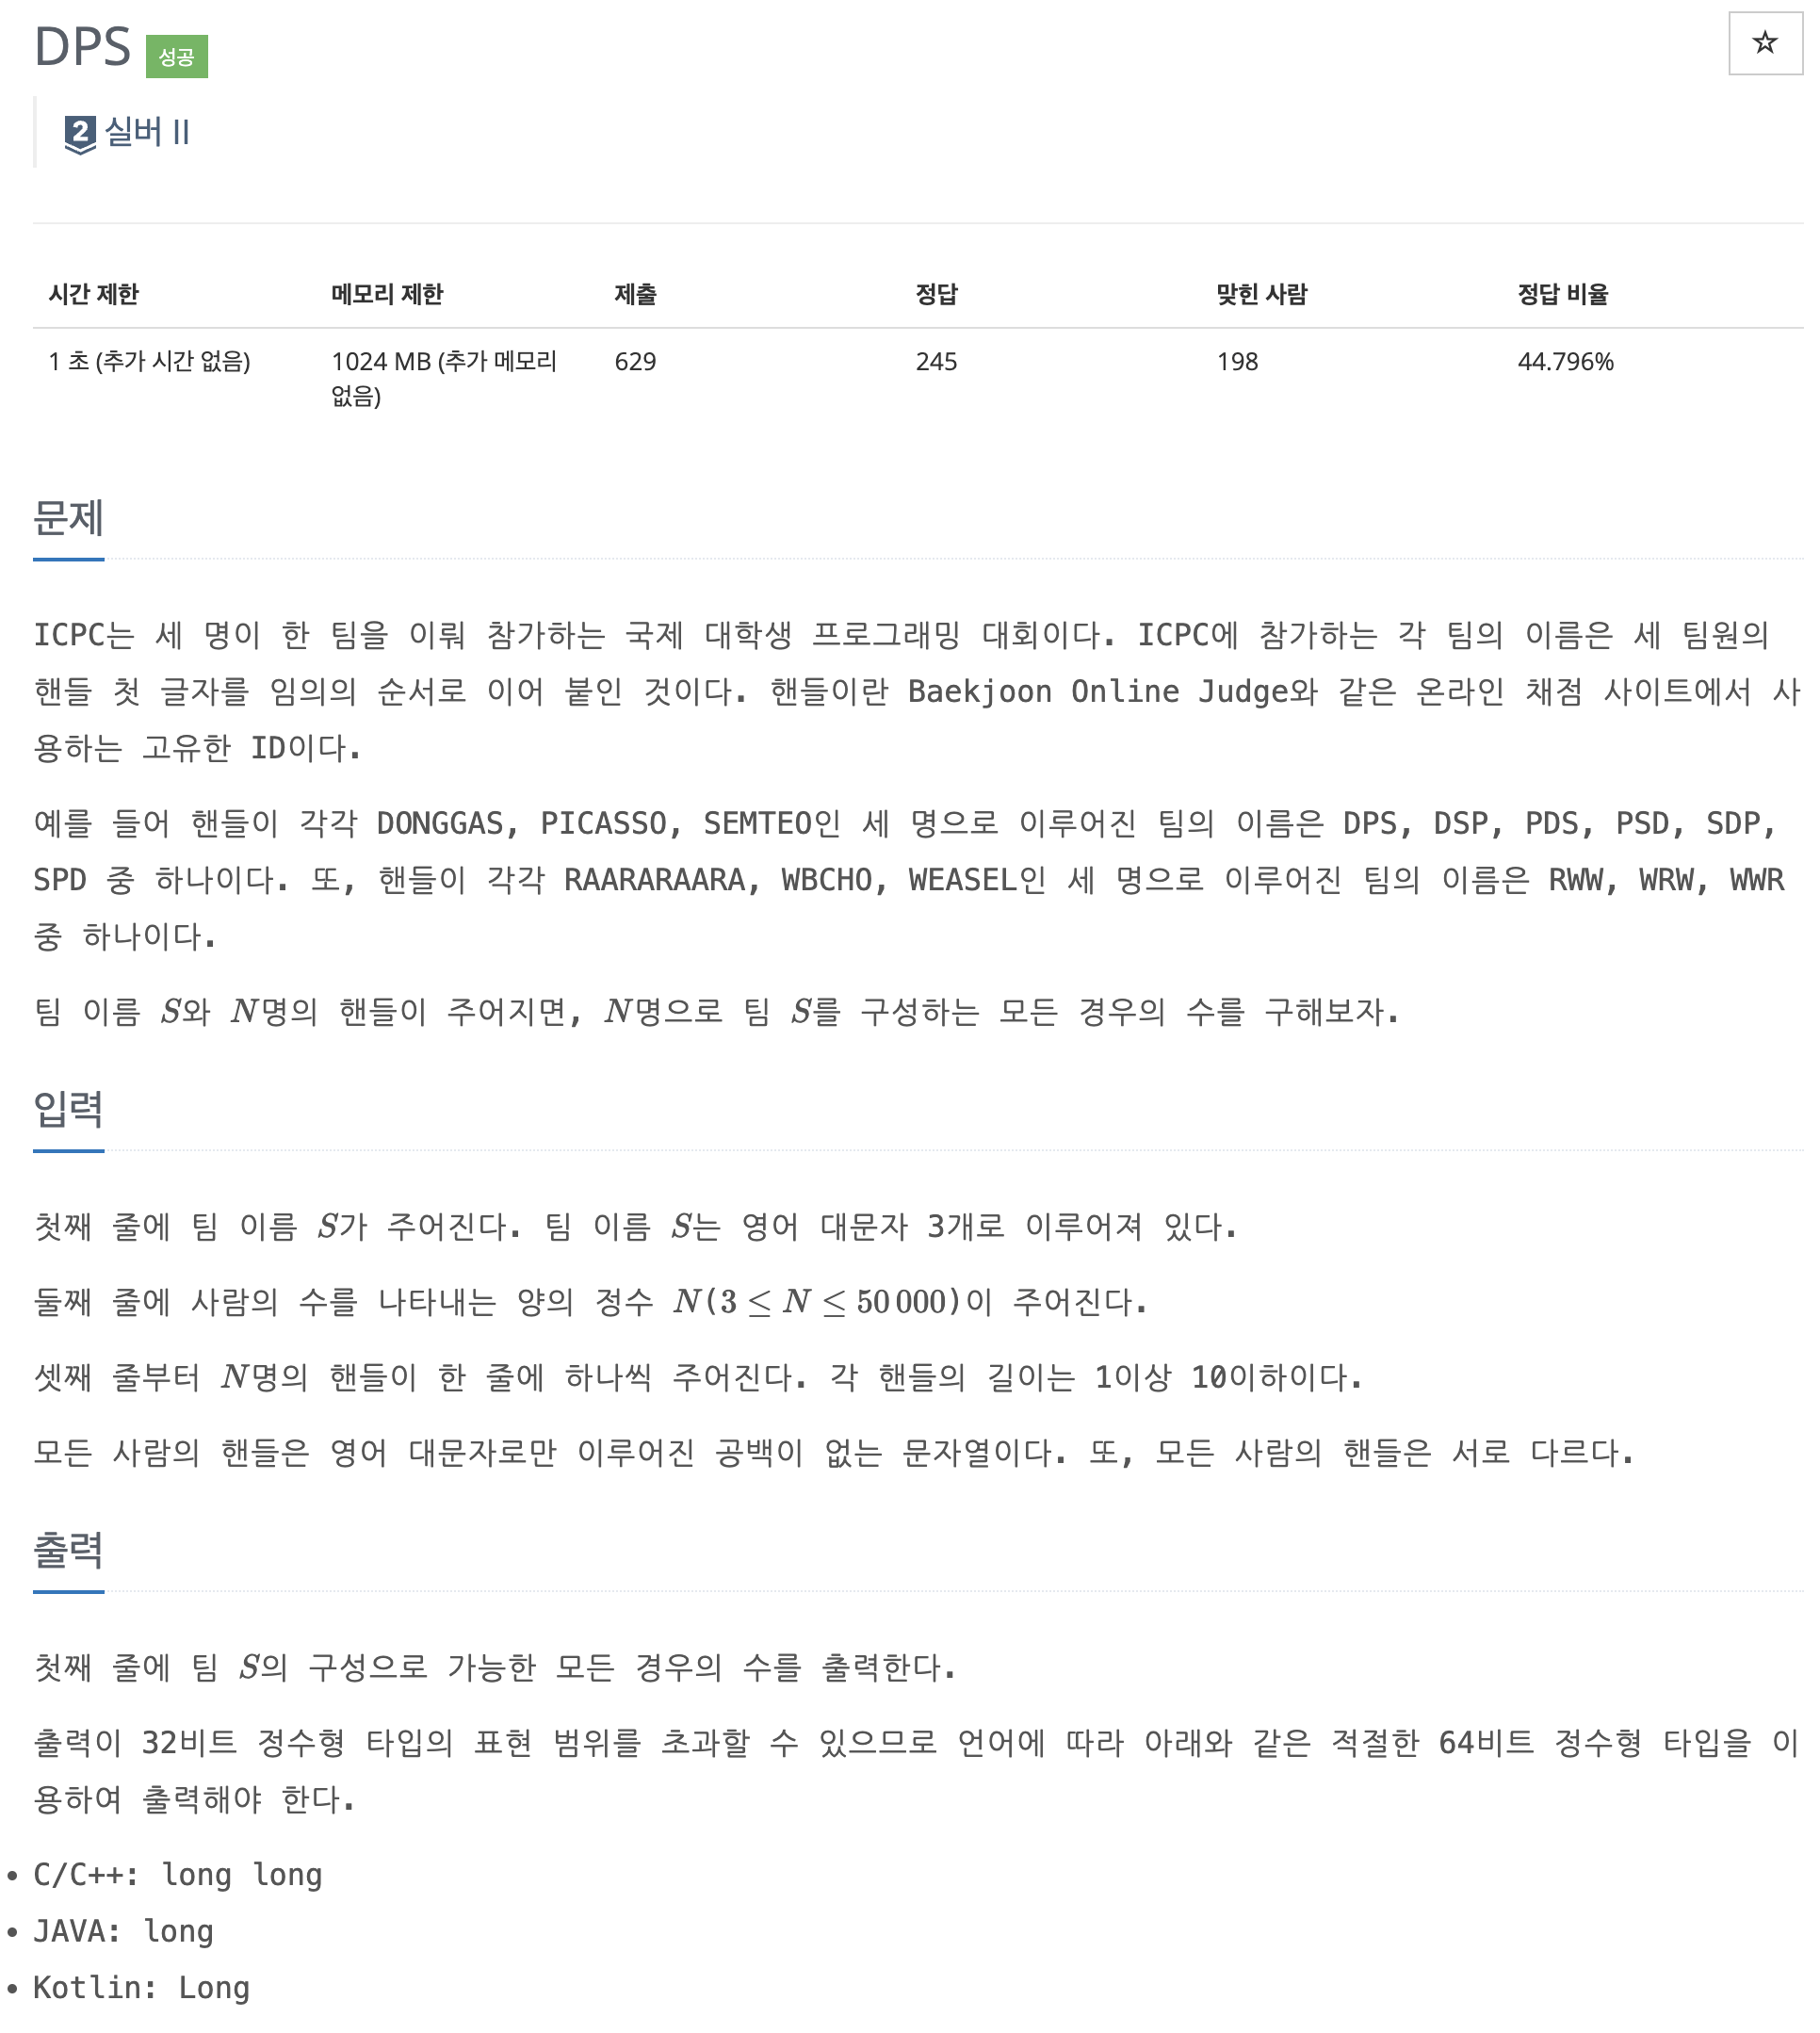 DPS 성공
☆
2 실버 II
시간 제한 메모리 제한 제출 정답 맞힌 사람 정답 비율
1 초 (추가 시간 없음) 1024 MB (추가 메모리 629 245 198 44.796%
없음)
문제
ICPC는 세 명이 한 팀을 이뤄 참가하는 국제 대학생 프로그래밍 대회이다. ICPC에 참가하는 각 팀의 이름은 세 팀원의
핸들 첫 글자를 임의의 순서로 이어 붙인 것이다. 핸들이란 Baekjoon Online Judge와 같은 온라인 채점 사이트에서 사
용하는 고유한 ID이다.
예를 들어 핸들이 각각 DONGGAS, PICASSO, SEMTEO인 세 명으로 이루어진 팀의 이름은 DPS, DSP, PDS, PSD, SDP,
SPD 중 하나이다. 또, 핸들이 각각 RAARARAARA, WBCHO, WEASEL인 세 명으로 이루어진 팀의 이름은 RWW, WRW, WWR
중 하나이다.
팀 이름 S와 N명의 핸들이 주어지면, N명으로 팀 S를 구성하는 모든 경우의 수를 구해보자.
입력
첫째 줄에 팀 이름 S가 주어진다. 팀 이름 S는 영어 대문자 3개로 이루어져 있다.
둘째 줄에 사람의 수를 나타내는 양의 정수 N(3 ≤ N ≤ 50 000)이 주어진다.
셋째 줄부터 N명의 핸들이 한 줄에 하나씩 주어진다. 각 핸들의 길이는 1이상 10이하이다.
모든 사람의 핸들은 영어 대문자로만 이루어진 공백이 없는 문자열이다. 또, 모든 사람의 핸들은 서로 다르다.
출력
첫째 줄에 팀 S의 구성으로 가능한 모든 경우의 수를 출력한다.
출력이 32비트 정수형 타입의 표현 범위를 초과할 수 있으므로 언어에 따라 아래와 같은 적절한 64비트 정수형 타입을 이
용하여 출력해야 한다.
• C/C++: long long
• JAVA: long
• Kotlin: Long